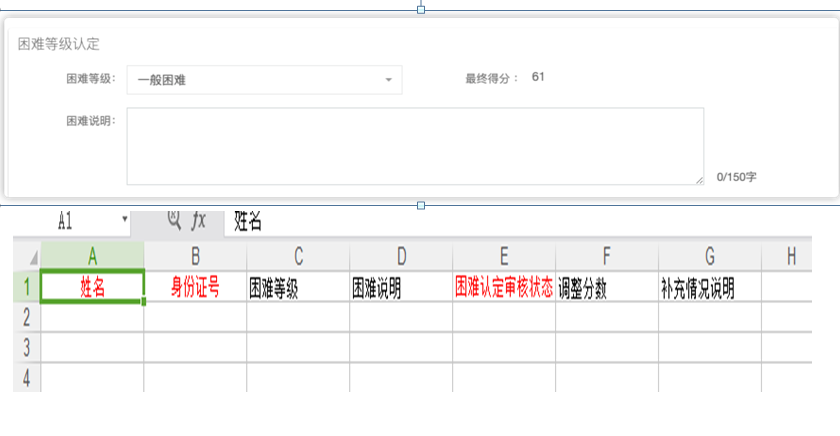 困难等级认定
困难等级： 一般困难 最终得分： 61
困难说明：
0/150字
A1 fx 姓名
A B C D E F G H
1 姓名 身份证号 困难等级 困难说明 困难认定审核状态 调整分数 补充情况说明
2
3
4